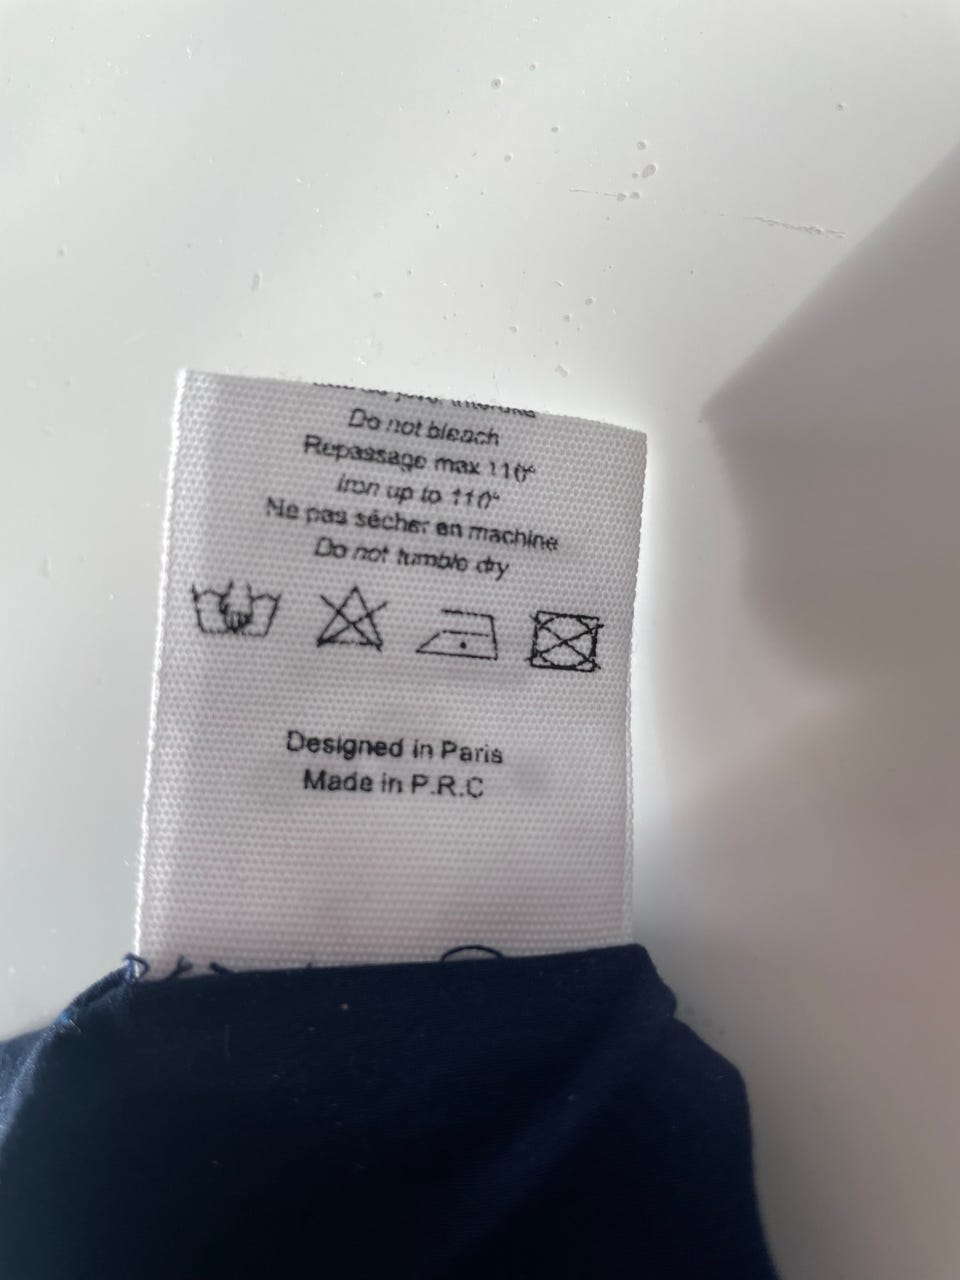 Do not bleach
Repassage max 110°
Iron up to 110°
Ne pas sécher en machine
Do not tumble dry
Designed in Paris
Made in P.R.C